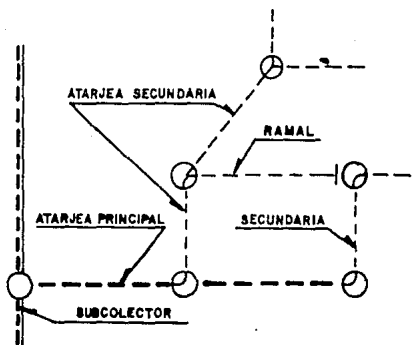 ATARJEA SECUNDARIA
RAMAL
ATARJEA PRINCIPAL
SECUNDARIA
SUBCOLECTOR